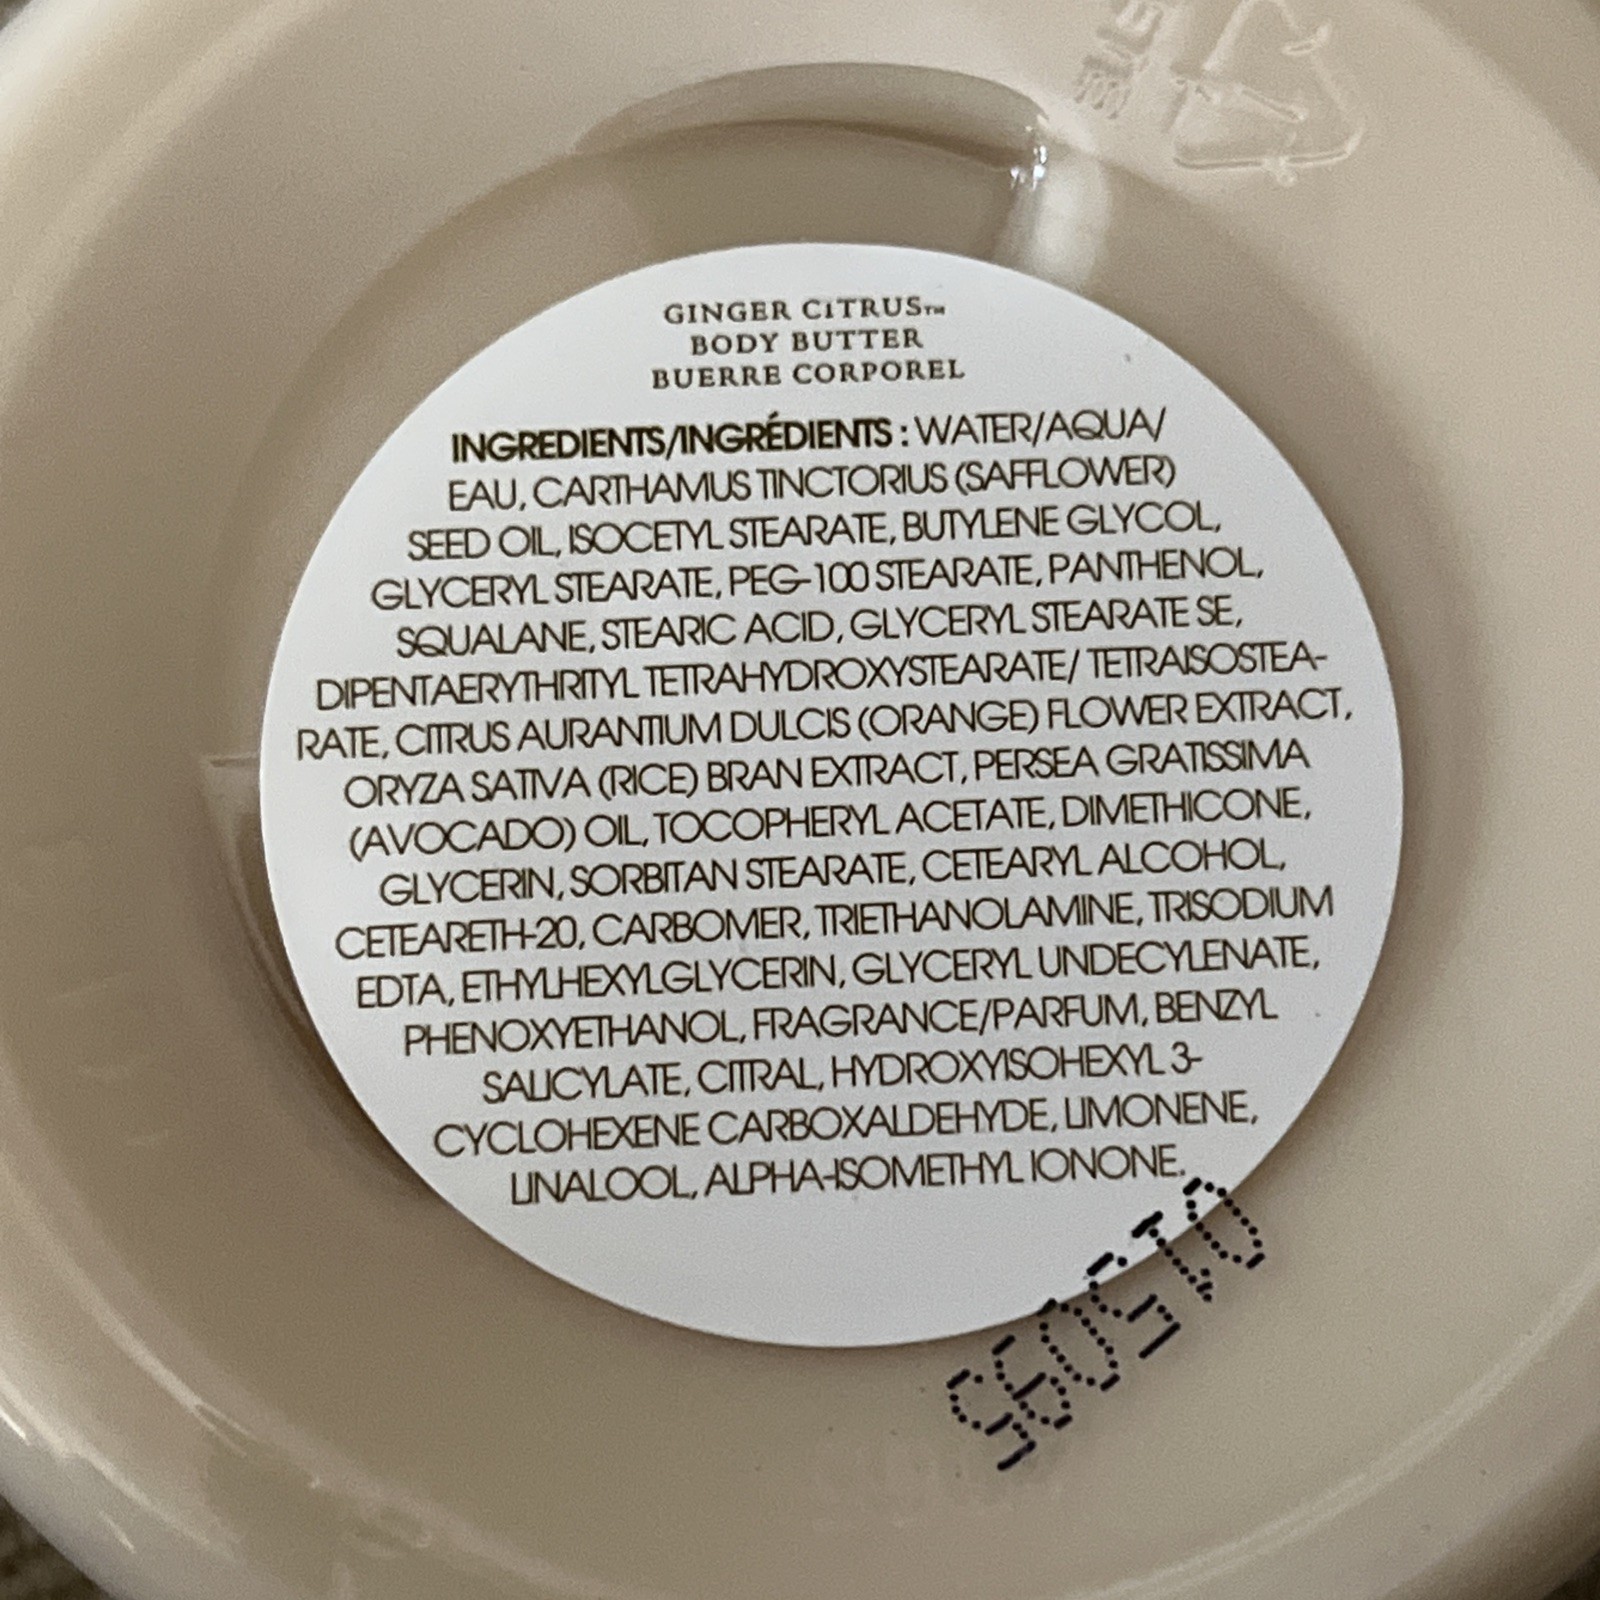 GINGER CITRUS™
BODY BUTTER
BUERRE CORPOREL
INGREDIENTS/INGRÉDIENTS : WATER/AQUA/
EAU, CARTHAMUS TINCTORIUS (SAFFLOWER)
SEED OIL, ISOCETYL STEARATE, BUTYLENE GLYCOL,
GLYCERYL STEARATE, PEG-100 STEARATE, PANTHENOL,
SQUALANE, STEARIC ACID, GLYCERYL STEARATE SE,
DIPENTAERYTHRITYL TETRAHYDROXYSTEARATE/ TETRAISOSTEA-
RATE, CITRUS AURANTIUM DULCIS (ORANGE) FLOWER EXTRACT,
ORYZA SATIVA (RICE) BRAN EXTRACT, PERSEA GRATISSIMA
(AVOCADO) OIL, TOCOPHERYL ACETATE, DIMETHICONE,
GLYCERIN, SORBITAN STEARATE, CETEARYL ALCOHOL,
CETEARETH-20, CARBOMER, TRIETHANOLAMINE, TRISODIUM
EDTA, ETHYLHEXYLGLYCERIN, GLYCERYL UNDECYLENATE,
PHENOXYETHANOL, FRAGRANCE/PARFUM, BENZYL
SALICYLATE, CITRAL, HYDROXYISOHEXYL 3-
CYCLOHEXENE CARBOXALDEHYDE, LIMONENE,
LINALOOL, ALPHA-ISOMETHYL IONONE.